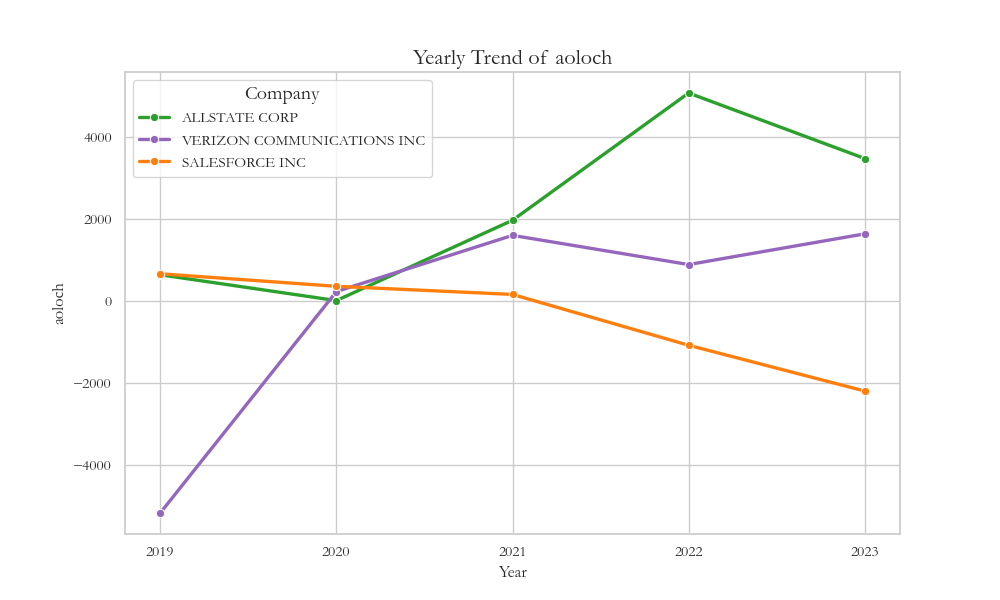 Yearly Trend of aoloch
Company
ALLSTATE CORP
VERIZON COMMUNICATIONS INC
SALESFORCE INC
4000
2000
0
−2000
−4000
aoloch
2019 2020 2021 2022 2023
Year